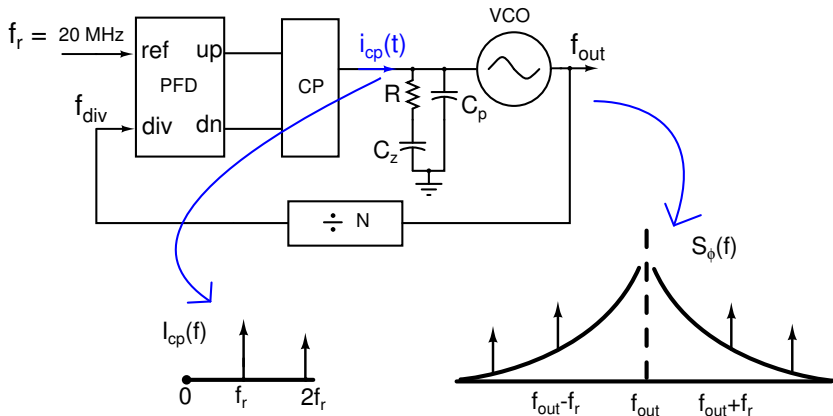 VCO
f_r = 20 MHz
ref
up
i_cp(t)
f_out
PFD
CP
R
C_p
f_div
div
dn
C_z
÷ N
S_ϕ(f)
I_cp(f)
0
f_r
2f_r
f_out-f_r
f_out
f_out+f_r